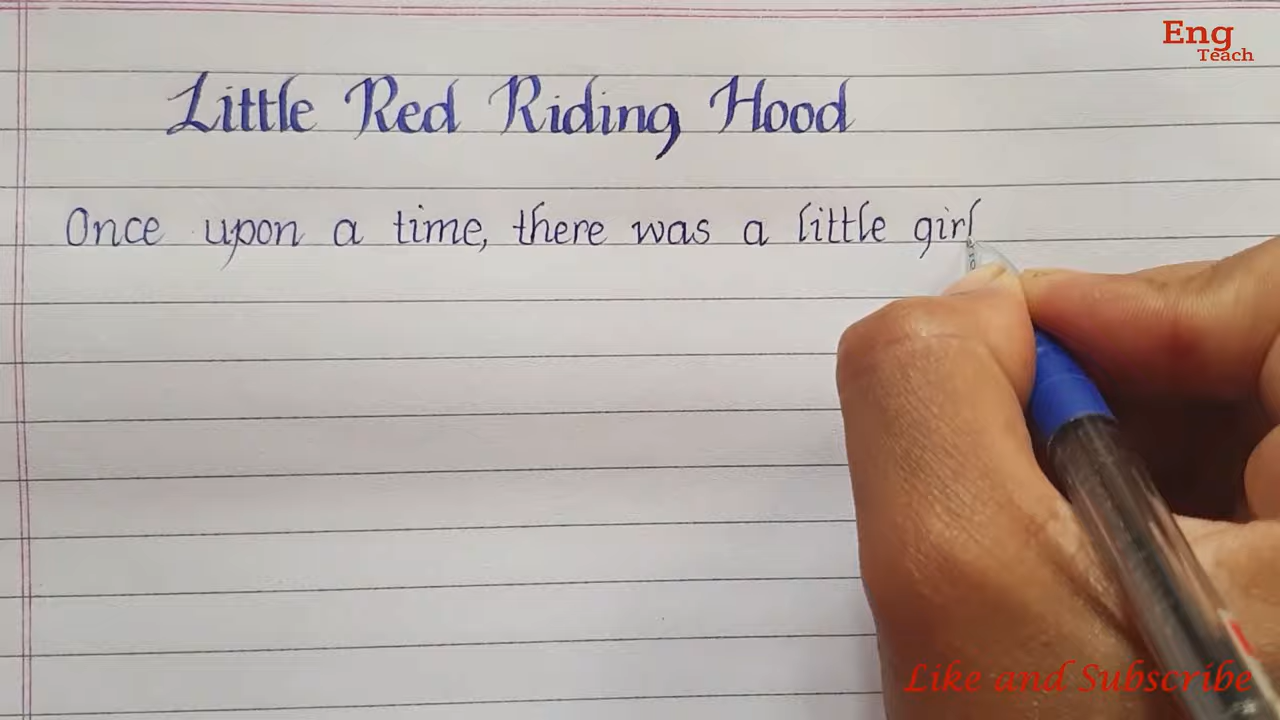 Eng
Teach
Little Red Riding Hood
Once upon a time, there was a little girl
Like and Subscribe